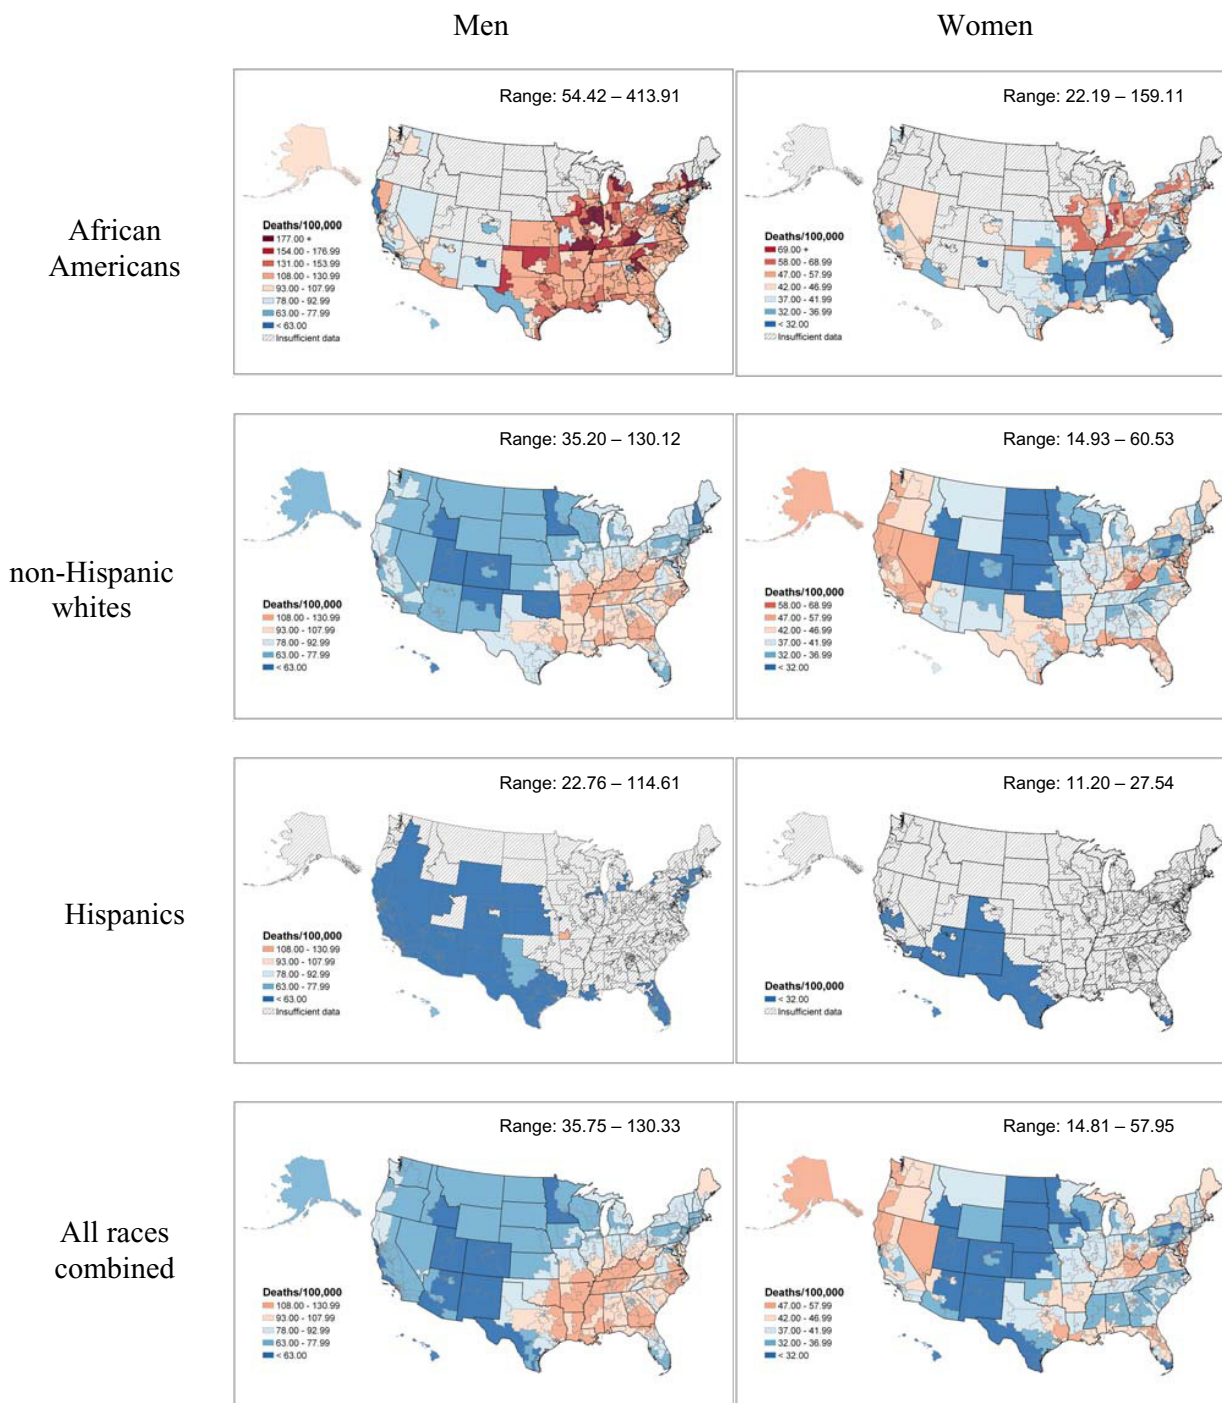 Men
Women
African
Americans
Range: 54.42 – 413.91
Deaths/100,000
177.00 +
154.00 - 176.99
131.00 - 153.99
108.00 - 130.99
93.00 - 107.99
78.00 - 92.99
63.00 - 77.99
< 63.00
Insufficient data
Range: 22.19 – 159.11
Deaths/100,000
69.00 +
58.00 - 68.99
47.00 - 57.99
42.00 - 46.99
37.00 - 41.99
32.00 - 36.99
< 32.00
Insufficient data
non-Hispanic
whites
Range: 35.20 – 130.12
Deaths/100,000
108.00 - 130.99
93.00 - 107.99
78.00 - 92.99
63.00 - 77.99
< 63.00
Range: 14.93 – 60.53
Deaths/100,000
58.00 - 68.99
47.00 - 57.99
42.00 - 46.99
37.00 - 41.99
32.00 - 36.99
< 32.00
Hispanics
Range: 22.76 – 114.61
Deaths/100,000
108.00 - 130.99
93.00 - 107.99
78.00 - 92.99
63.00 - 77.99
< 63.00
Insufficient data
Range: 11.20 – 27.54
Deaths/100,000
< 32.00
Insufficient data
All races
combined
Range: 35.75 – 130.33
Deaths/100,000
108.00 - 130.99
93.00 - 107.99
78.00 - 92.99
63.00 - 77.99
< 63.00
Range: 14.81 – 57.95
Deaths/100,000
47.00 - 57.99
42.00 - 46.99
37.00 - 41.99
32.00 - 36.99
< 32.00